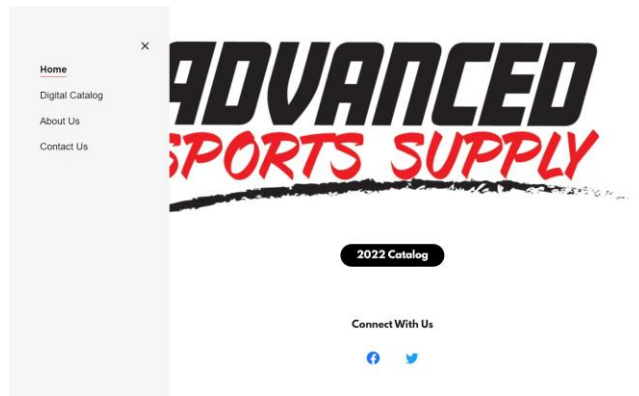 Home
Digital Catalog
About Us
Contact Us
ADVANCED
SPORTS SUPPLY
2022 Catalog
Connect With Us